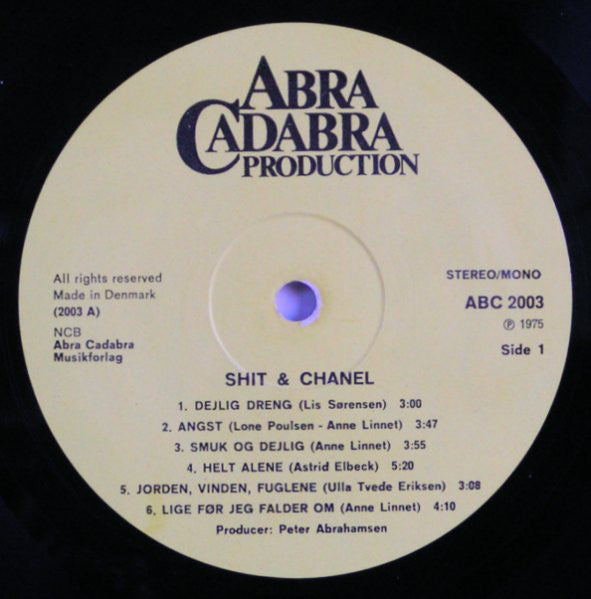 ABRA
CADABRA
PRODUCTION
All rights reserved
Made in Denmark
(2003 A)
NCB
Abra Cadabra
Musikforlag
STEREO/MONO
ABC 2003
℗ 1975
Side 1
SHIT & CHANEL
1. DEJLIG DRENG (Lis Sørensen) 3:00
2. ANGST (Lone Poulsen - Anne Linnet) 3:47
3. SMUK OG DEJLIG (Anne Linnet) 3:55
4. HELT ALENE (Astrid Elbeck) 5:20
5. JORDEN, VINDEN, FUGLENE (Ulla Tvede Eriksen) 3:08
6. LIGE FØR JEG FALDER OM (Anne Linnet) 4:10
Producer: Peter Abrahamsen